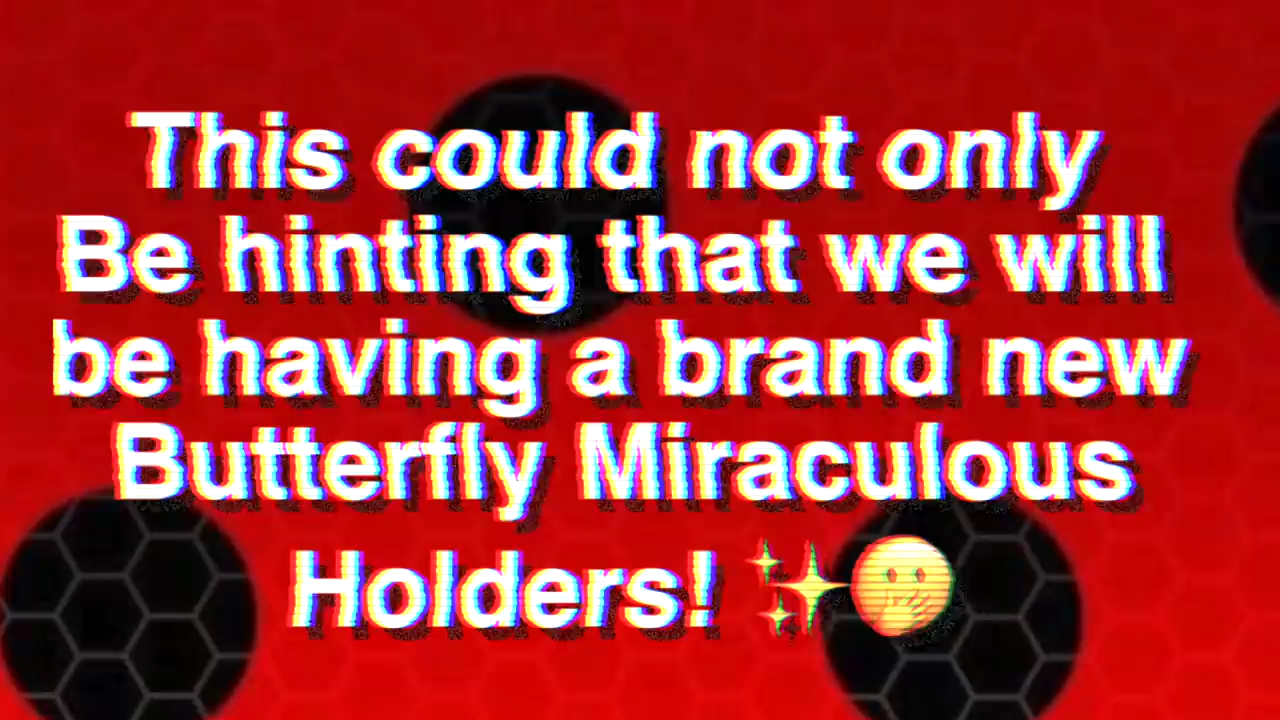 This could not only
Be hinting that we will
be having a brand new
Butterfly Miraculous
Holders! ✨🤭